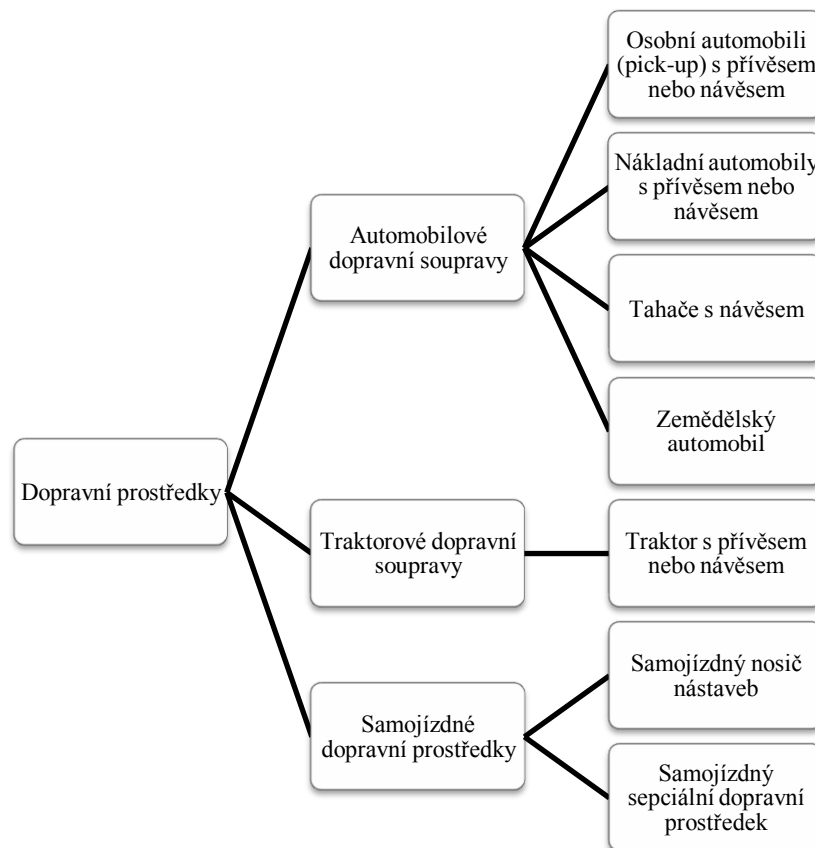 Osobní automobili
(pick-up) s přívěsem
nebo návěsem
Nákladní automobily
s přívěsem nebo
návěsem
Automobilové
dopravní soupravy
Tahače s návěsem
Zemědělský
automobil
Dopravní prostředky
Traktorové dopravní
soupravy
Traktor s přívěsem
nebo návěsem
Samojízdný nosič
nástaveb
Samojízdné
dopravní prostředky
Samojízdný
sepciální dopravní
prostředek